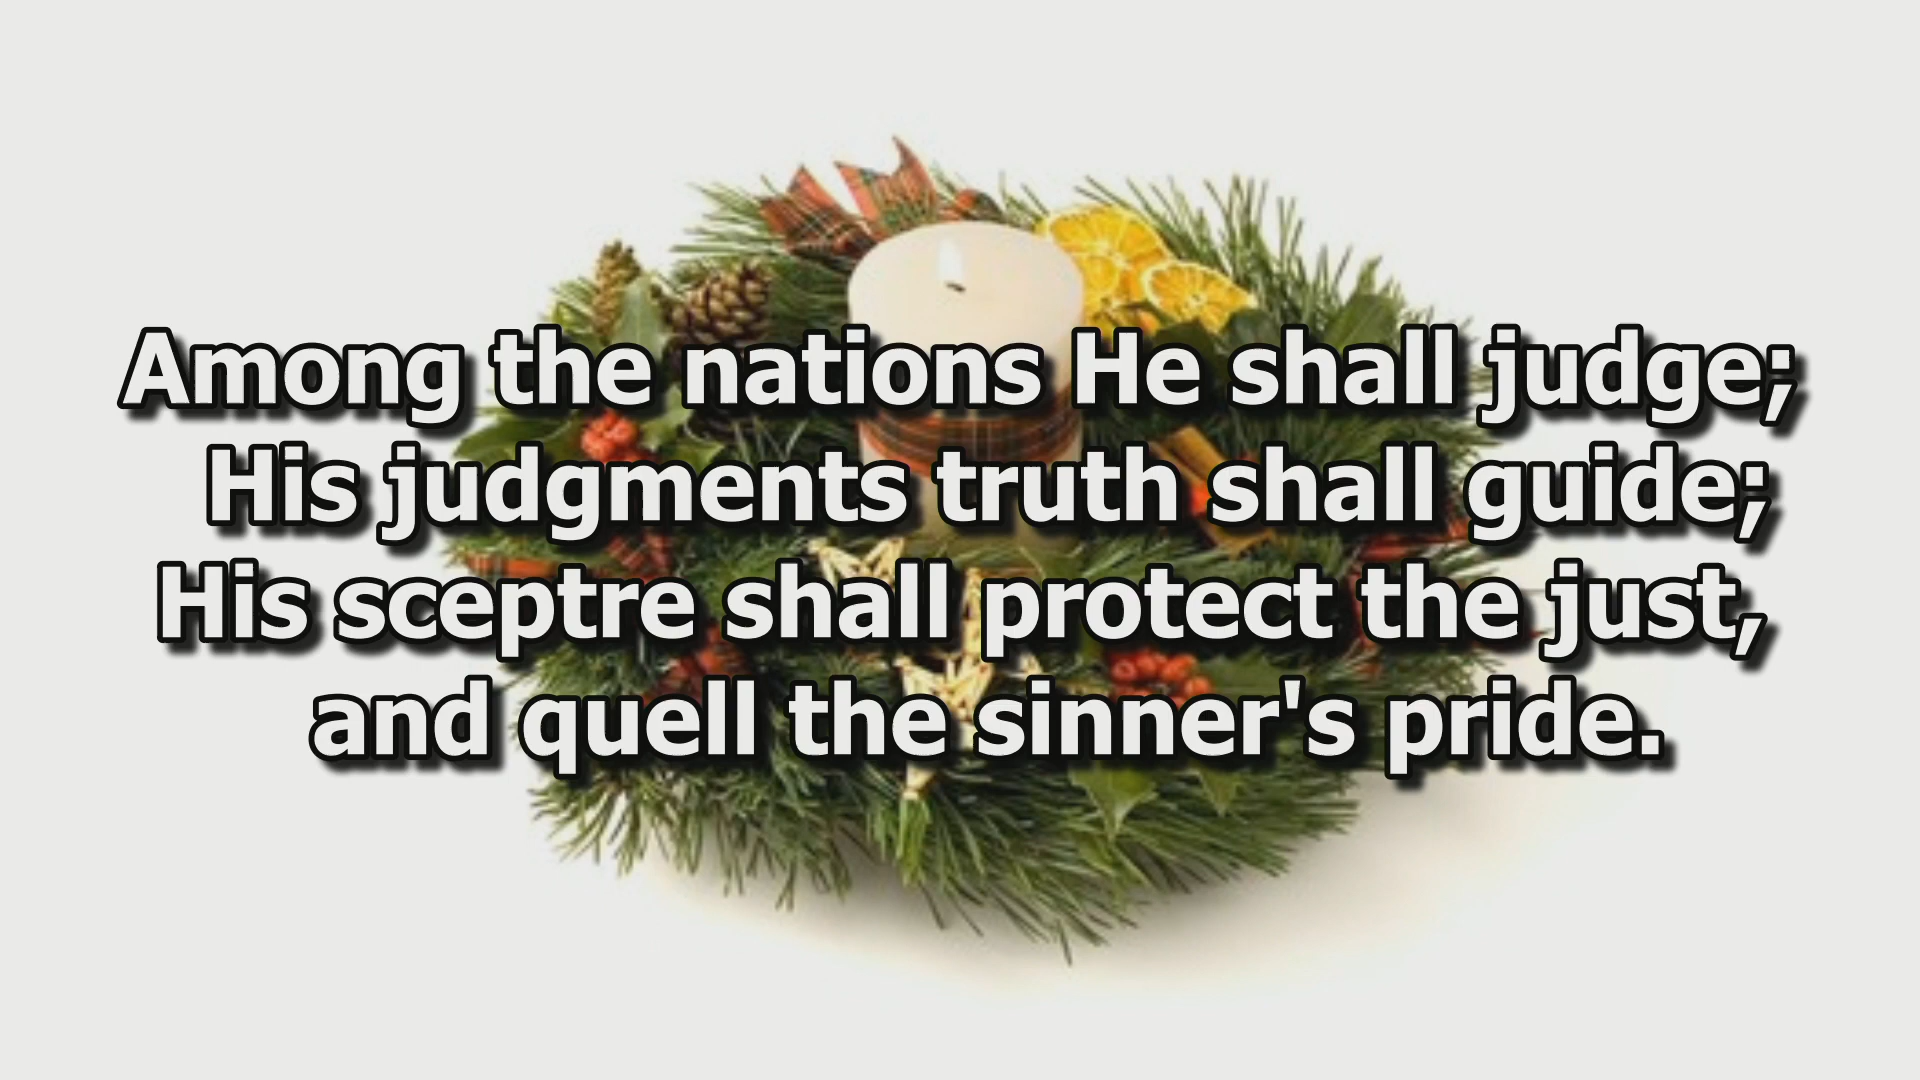 Among the nations He shall judge;
His judgments truth shall guide;
His sceptre shall protect the just,
and quell the sinner's pride.